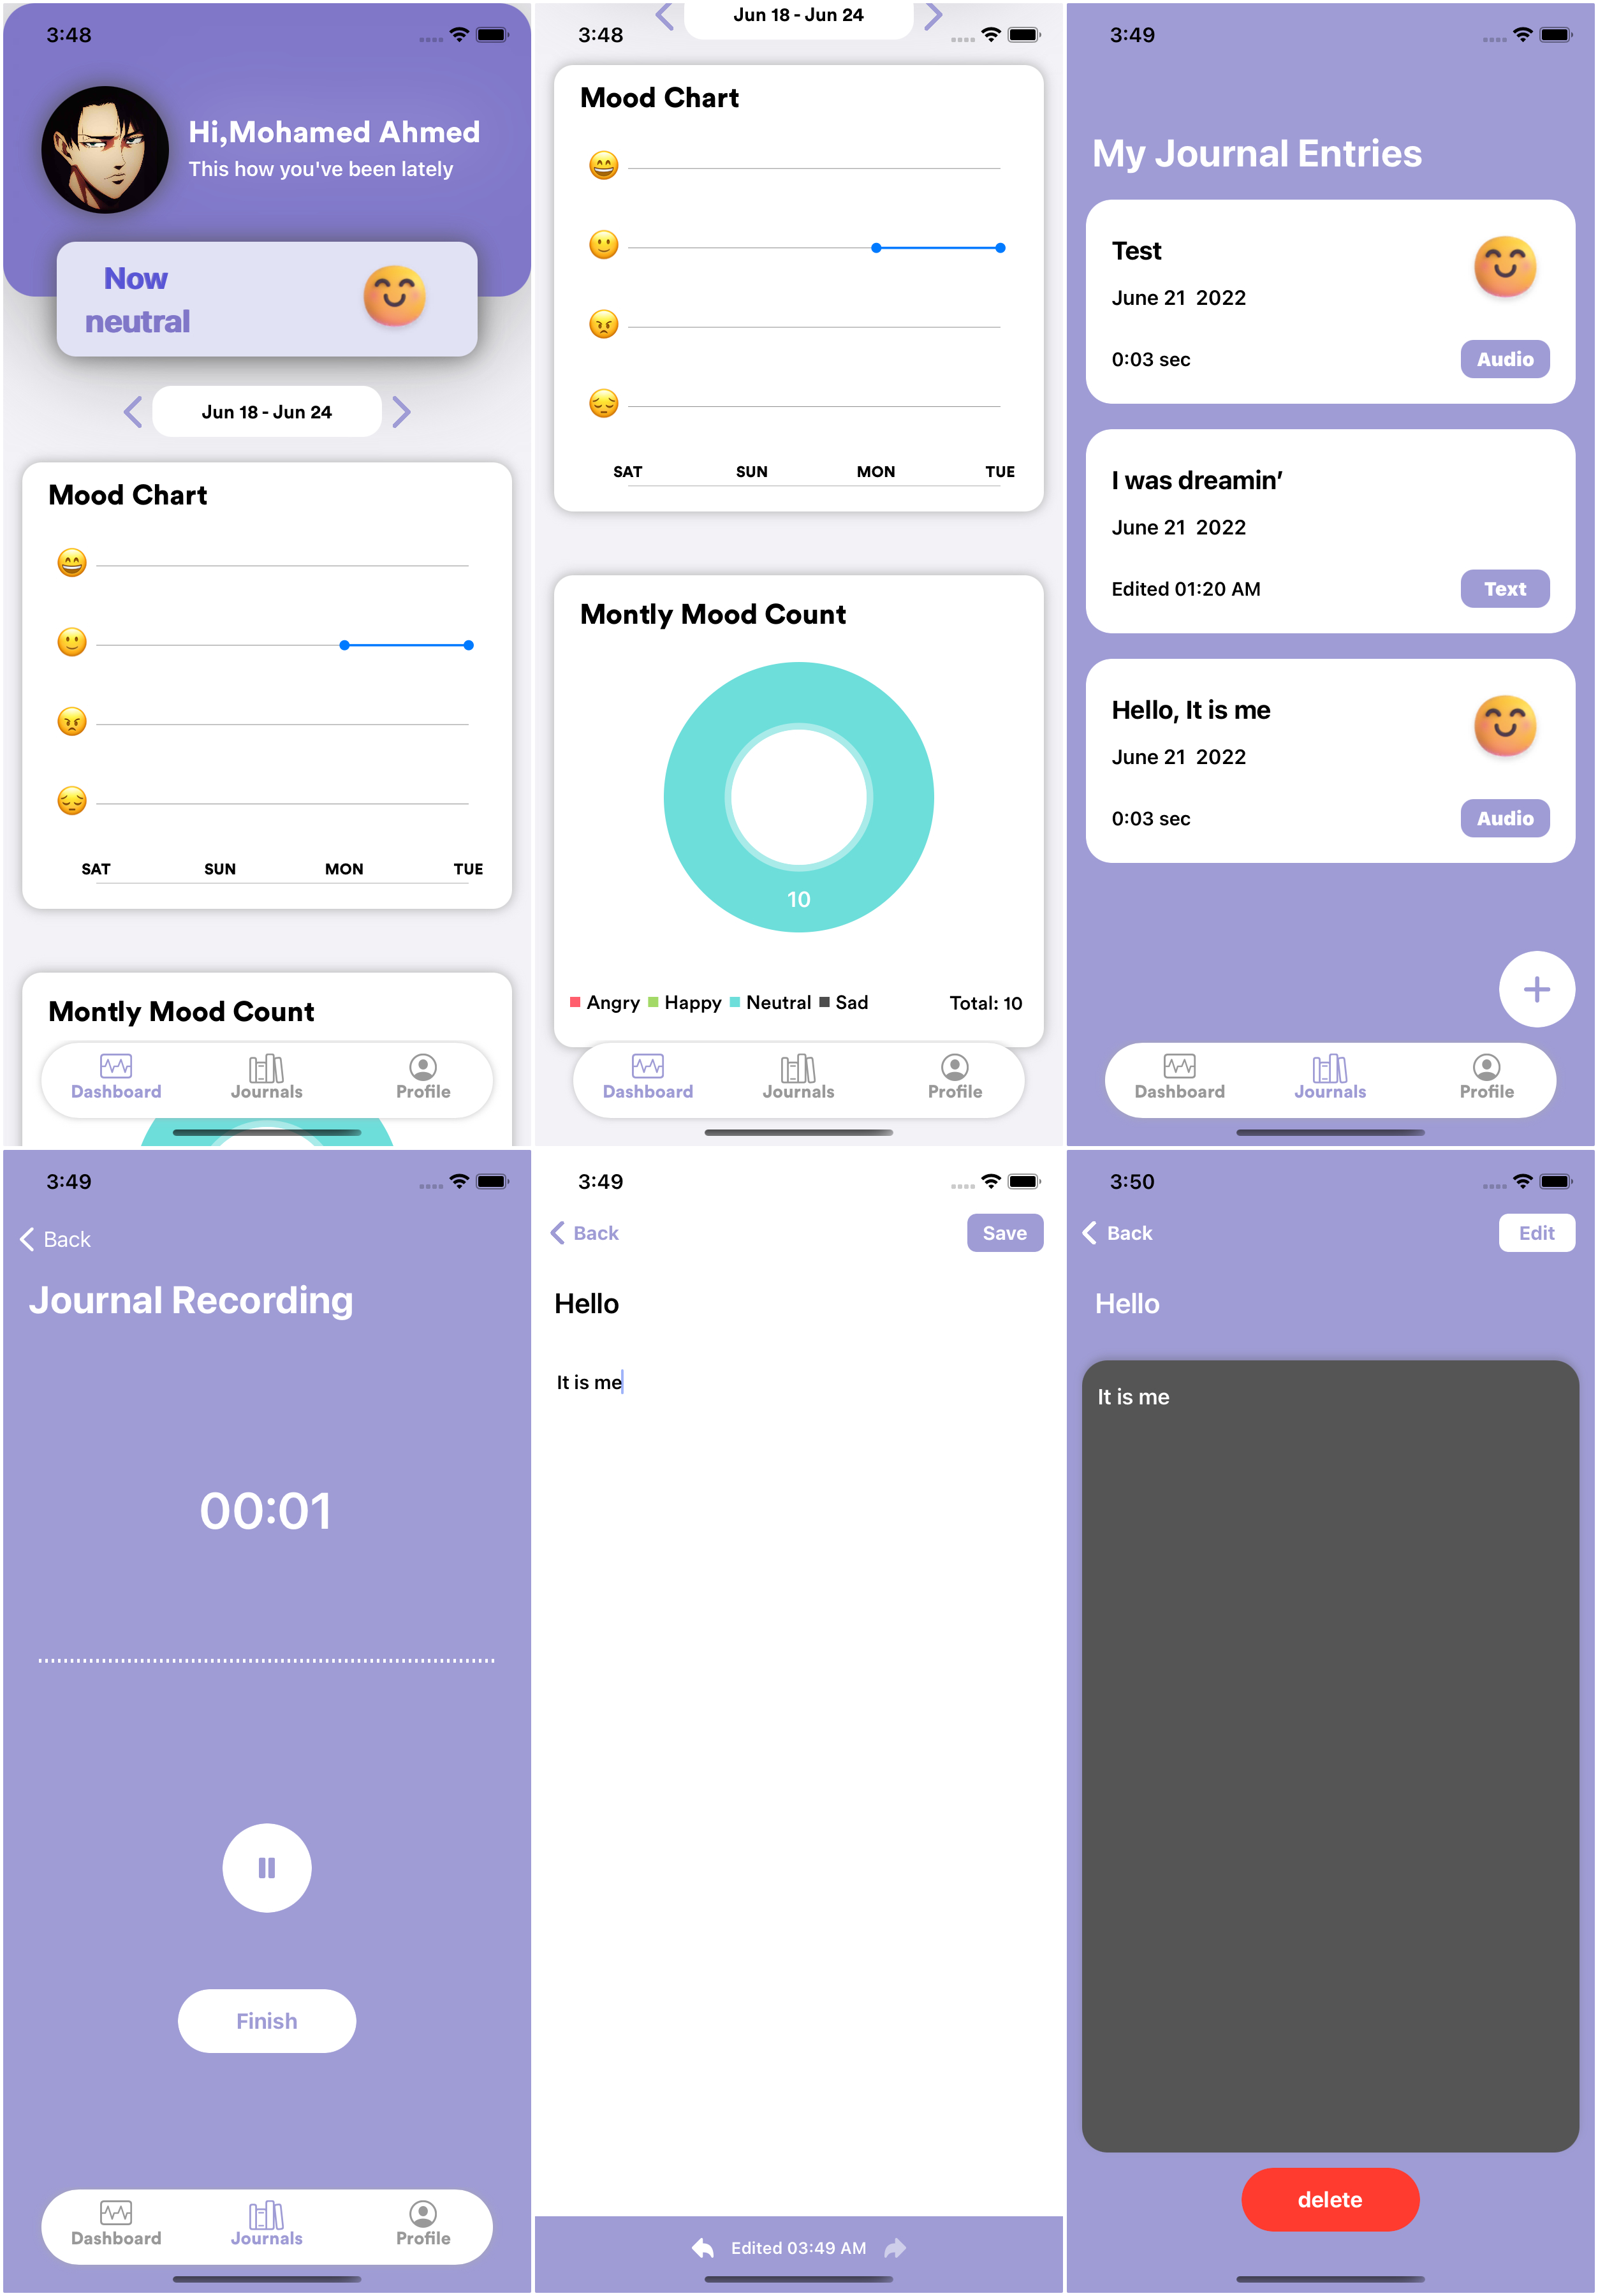 3:48
Hi,Mohamed Ahmed
This how you've been lately
Now
neutral
Jun 18 - Jun 24
Mood Chart
SAT SUN MON TUE
Montly Mood Count
Dashboard Journals Profile
Jun 18 - Jun 24
3:48
Mood Chart
SAT SUN MON TUE
Montly Mood Count
10
Angry Happy Neutral Sad Total: 10
Dashboard Journals Profile
3:49
My Journal Entries
Test
June 21 2022
0:03 sec Audio
I was dreamin’
June 21 2022
Edited 01:20 AM Text
Hello, It is me
June 21 2022
0:03 sec Audio
Dashboard Journals Profile
3:49
Back
Journal Recording
00:01
Finish
Dashboard Journals Profile
3:49
Back Save
Hello
It is me
Edited 03:49 AM
3:50
Back Edit
Hello
It is me
delete